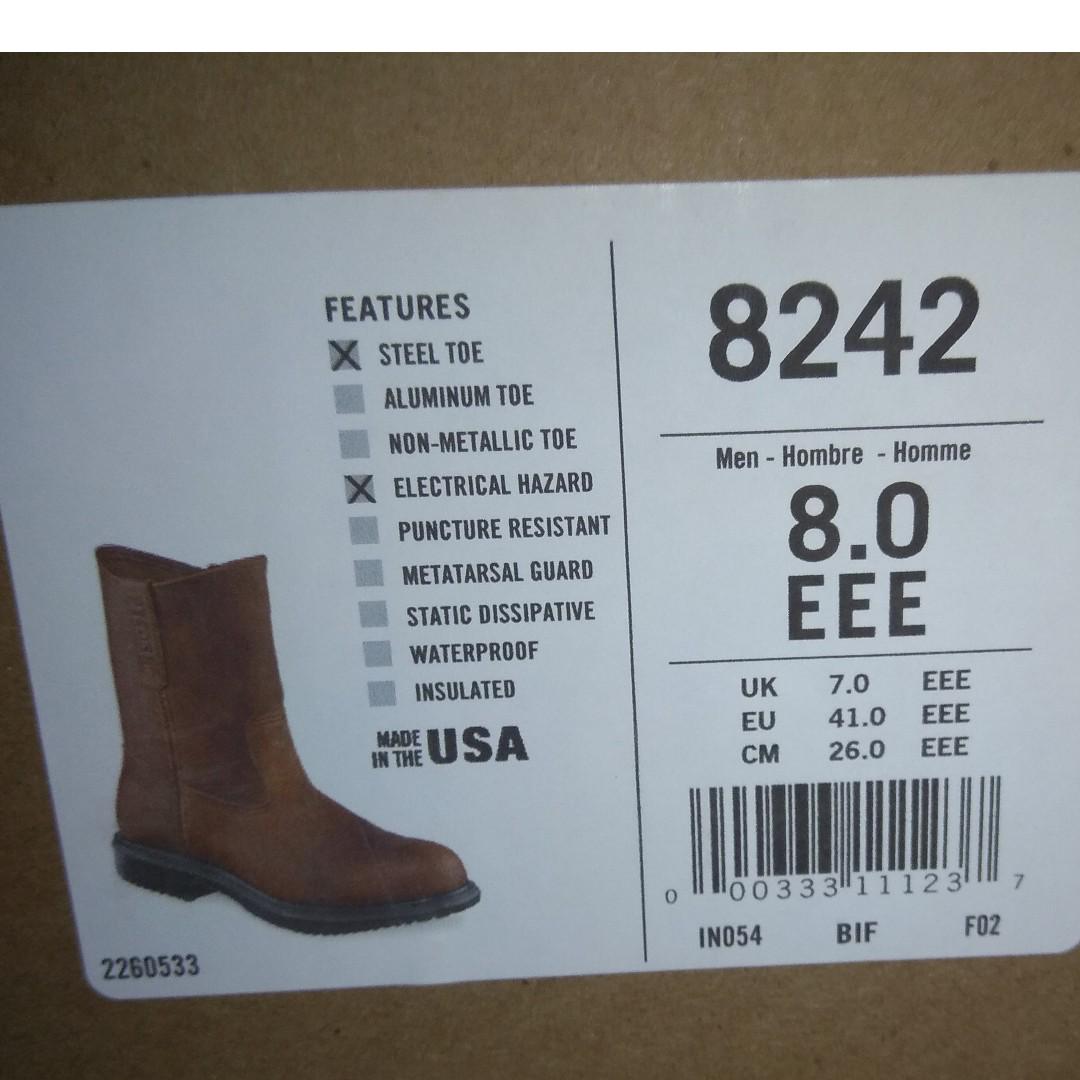 FEATURES
STEEL TOE
ALUMINUM TOE
NON-METALLIC TOE
ELECTRICAL HAZARD
PUNCTURE RESISTANT
METATARSAL GUARD
STATIC DISSIPATIVE
WATERPROOF
INSULATED
MADE IN THE USA
2260533
8242
Men - Hombre - Homme
8.0
EEE
UK 7.0 EEE
EU 41.0 EEE
CM 26.0 EEE
0 00333 11123 7
IN054 BIF F02